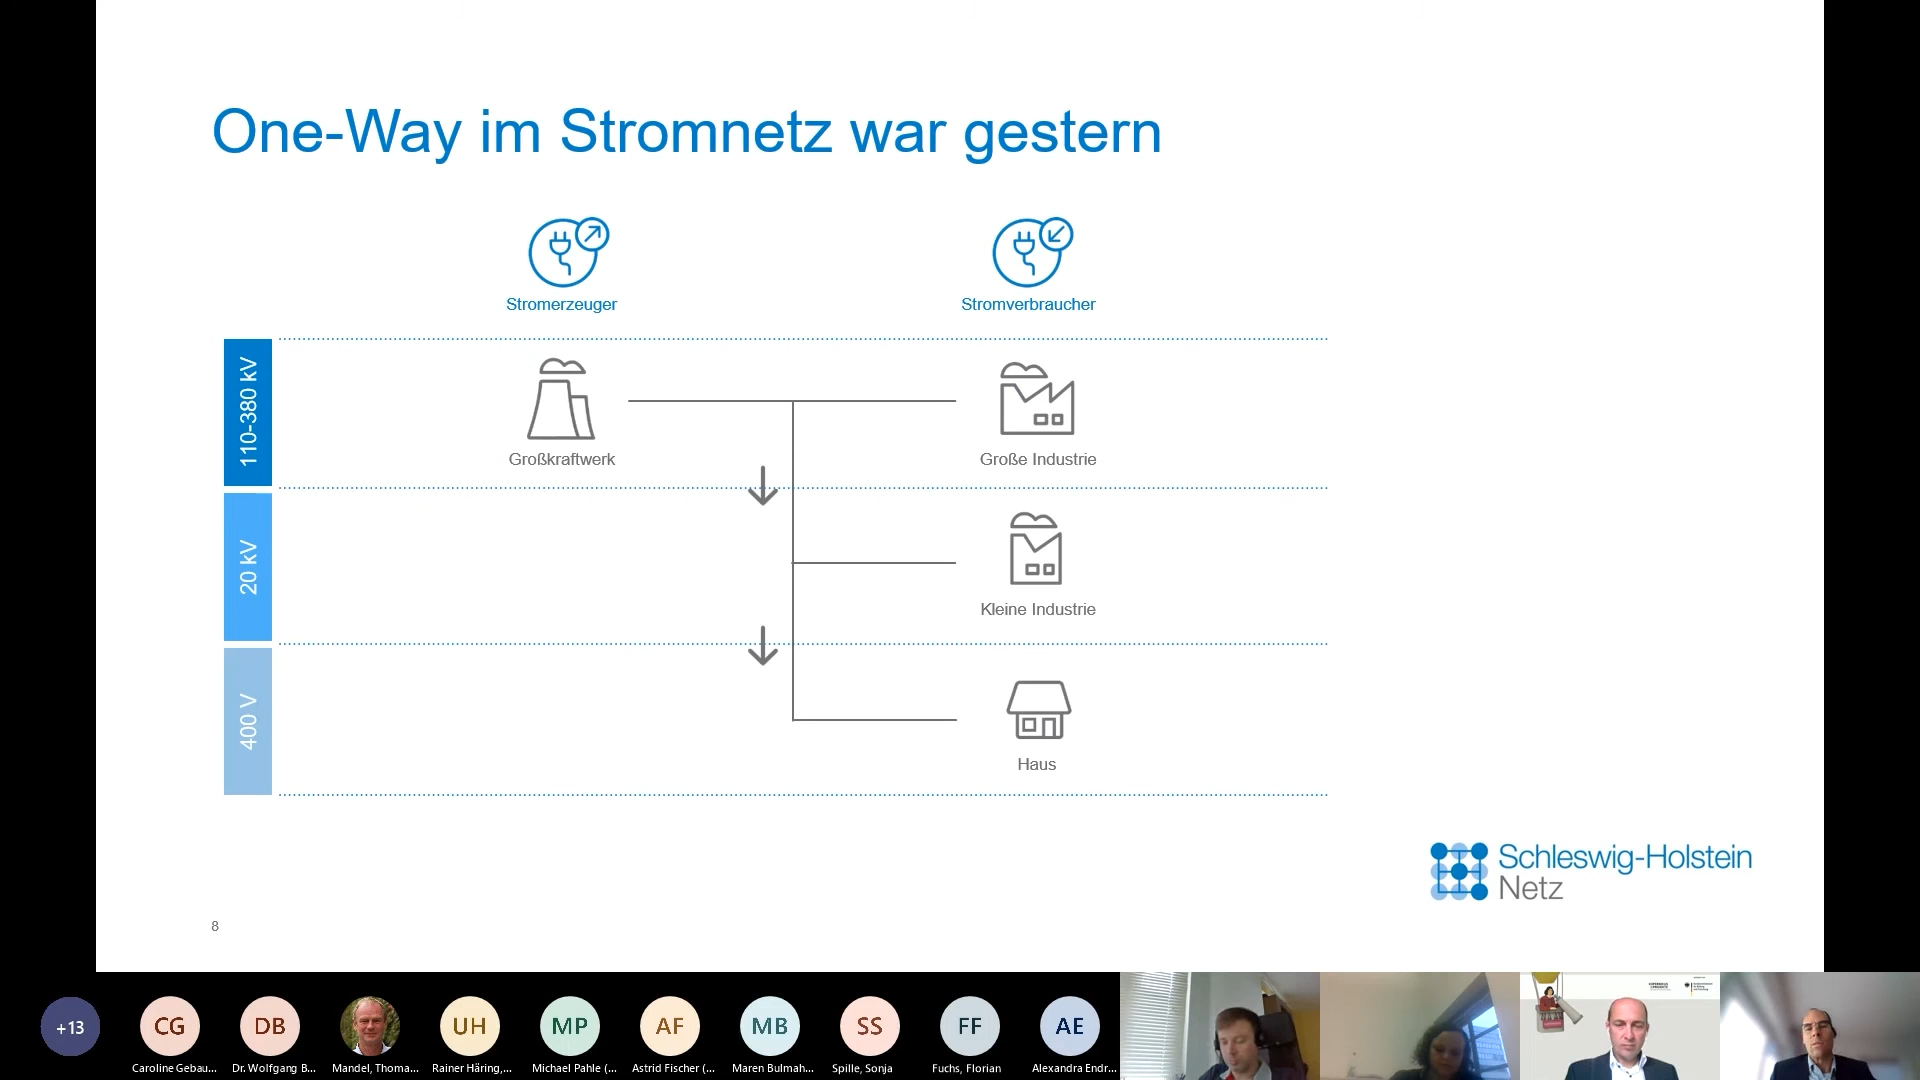 One-Way im Stromnetz war gestern
Stromerzeuger
Stromverbraucher
110-380 kV
Großkraftwerk
Große Industrie
20 kV
Kleine Industrie
400 V
Haus
Schleswig-Holstein
Netz
8
+13
CG
DB
UH
MP
AF
MB
SS
FF
AE
Caroline Gebau...
Dr. Wolfgang B...
Mandel, Thoma...
Rainer Häring,...
Michael Pahle (...
Astrid Fischer (...
Maren Bulmah...
Spille, Sonja
Fuchs, Florian
Alexandra Endr...